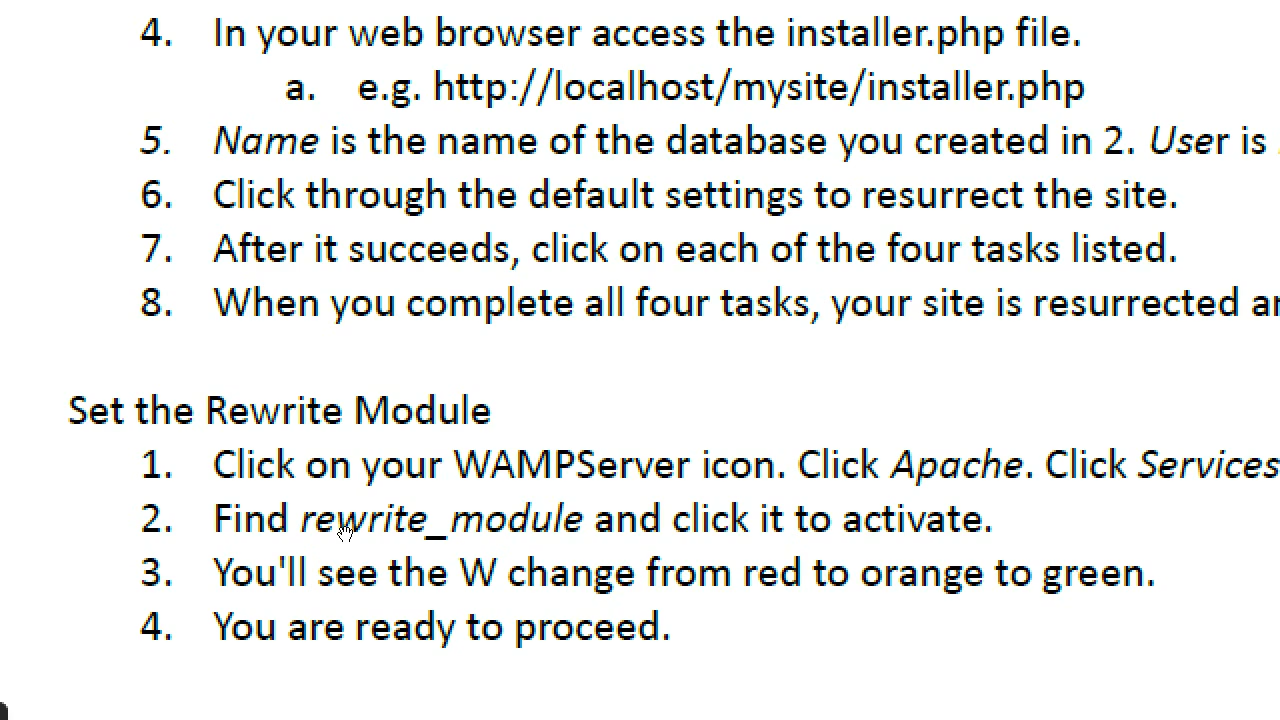 4. In your web browser access the installer.php file.
a. e.g. http://localhost/mysite/installer.php
5. Name is the name of the database you created in 2. User is
6. Click through the default settings to resurrect the site.
7. After it succeeds, click on each of the four tasks listed.
8. When you complete all four tasks, your site is resurrected
Set the Rewrite Module
1. Click on your WAMPServer icon. Click Apache. Click Services
2. Find rewrite_module and click it to activate.
3. You'll see the W change from red to orange to green.
4. You are ready to proceed.